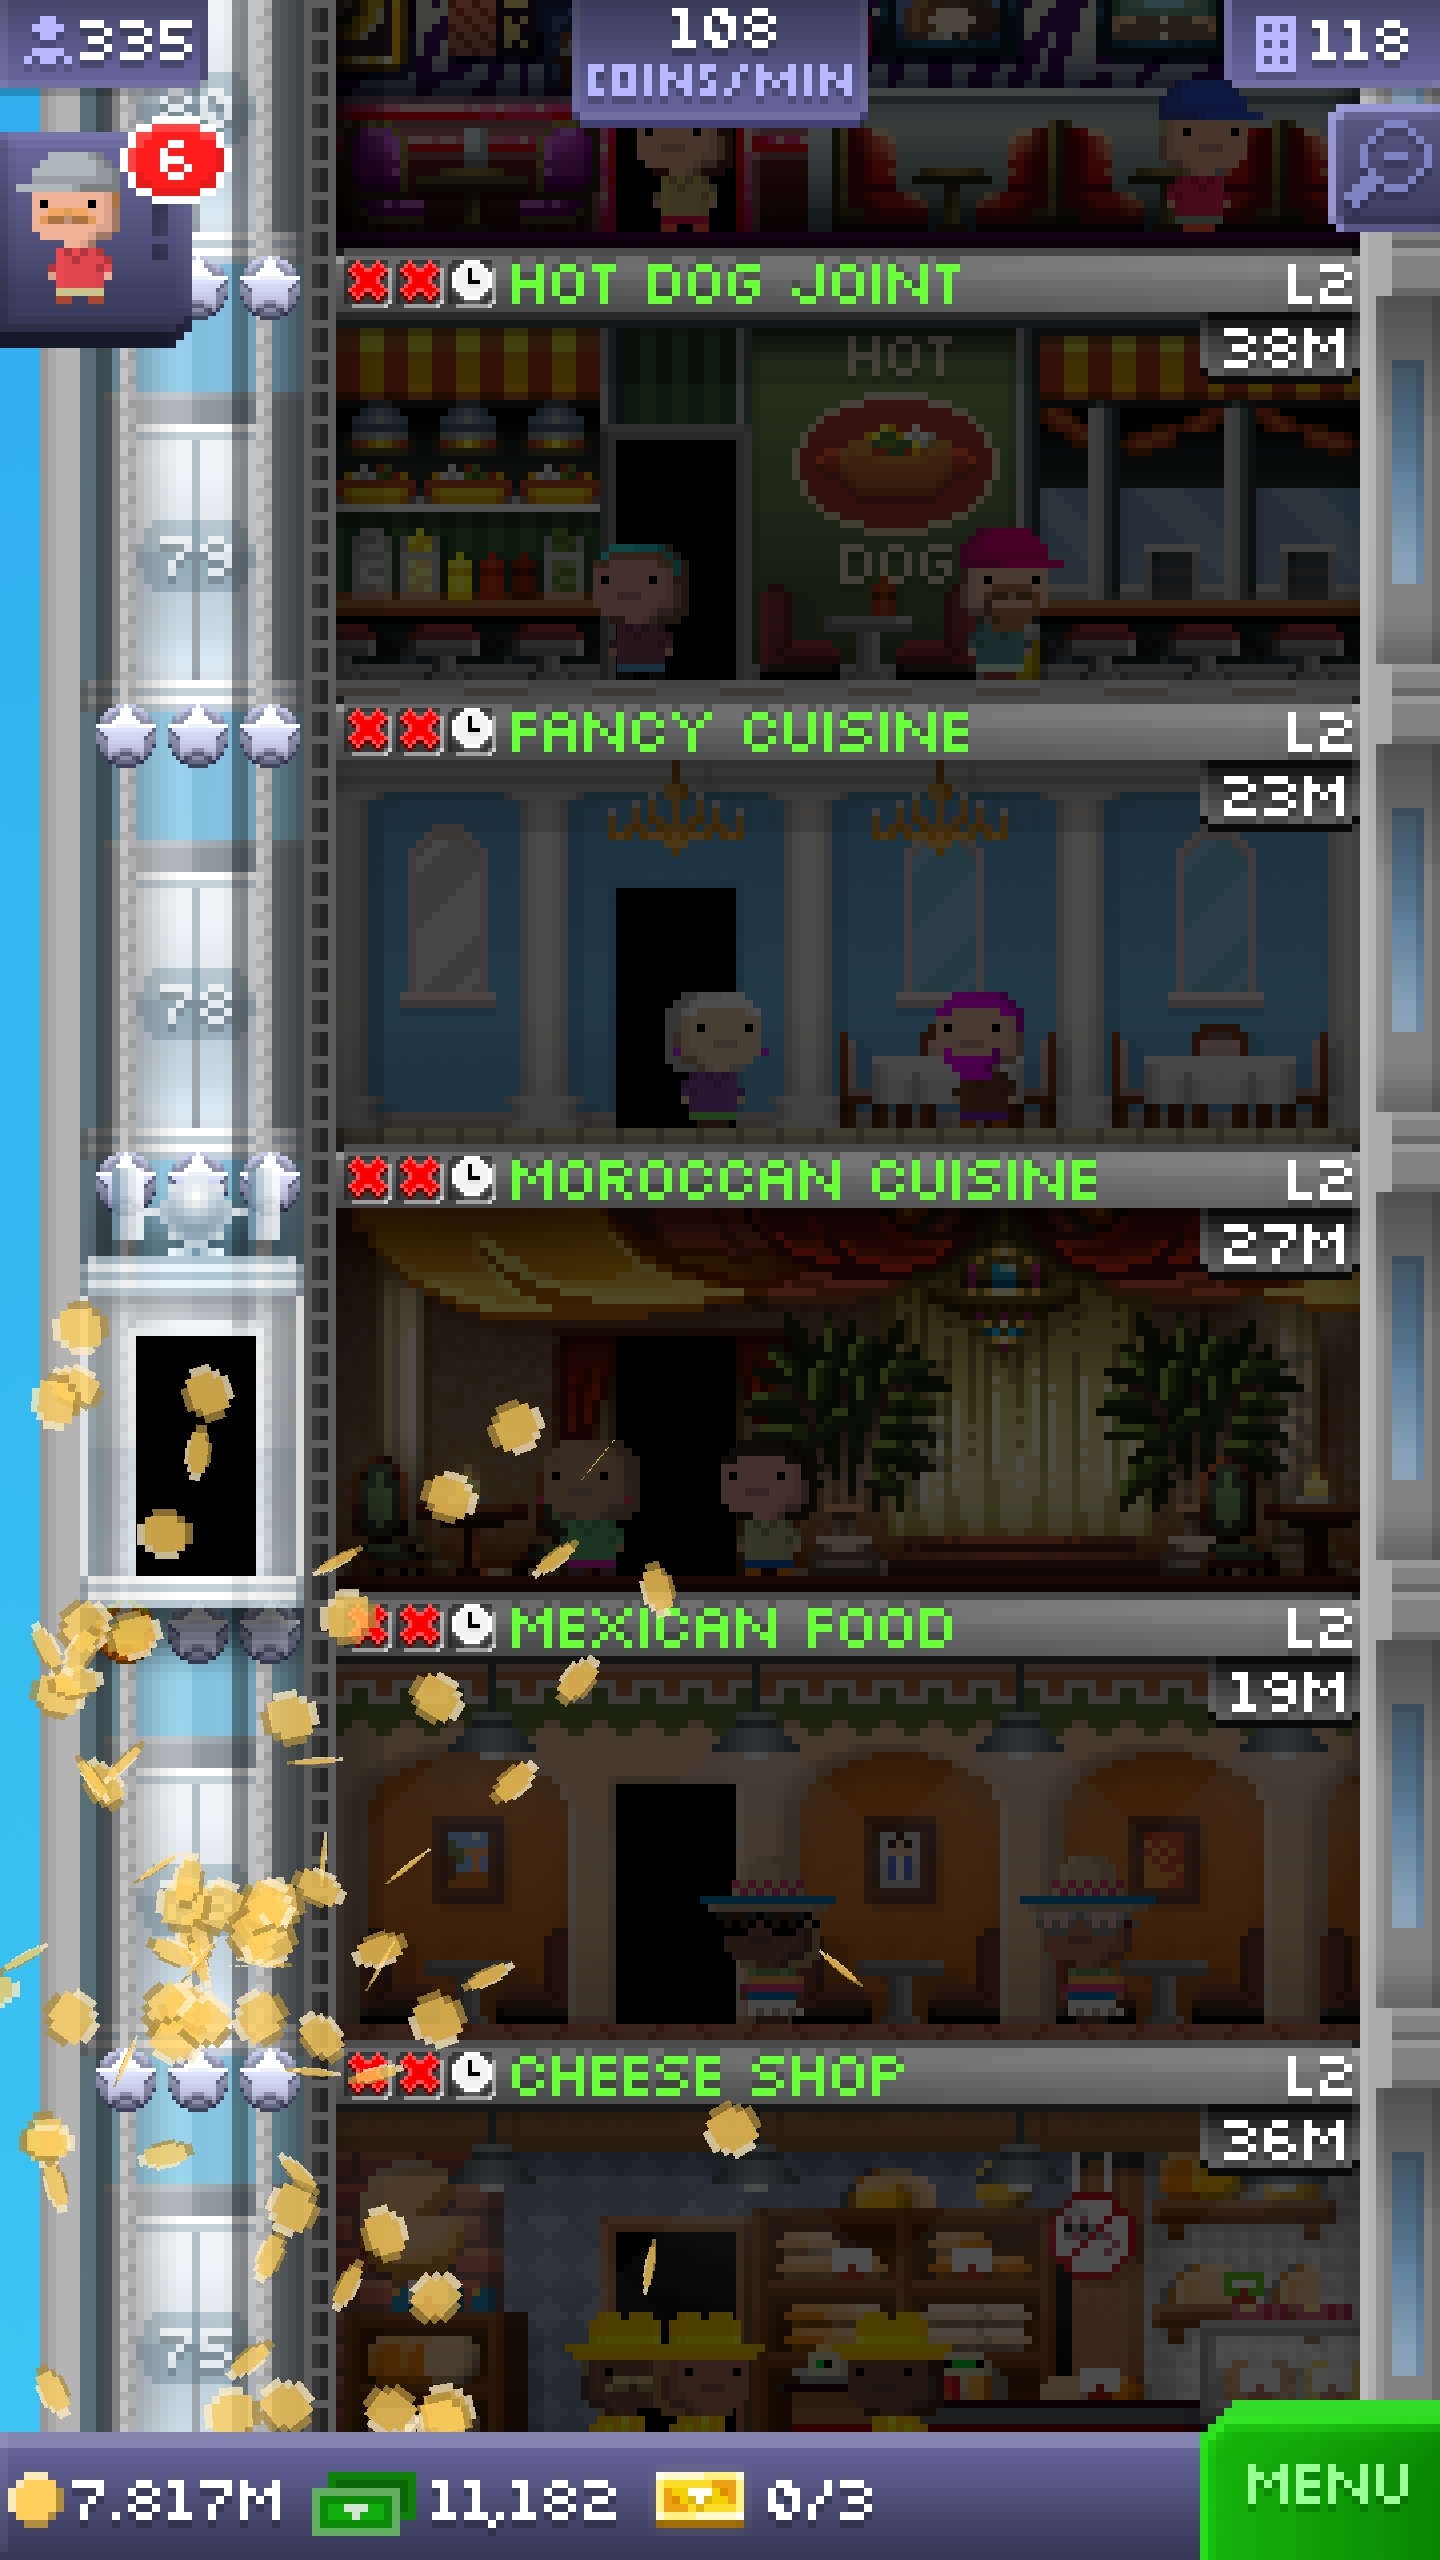 335
108
COINS/MIN
118
80
6
HOT DOG JOINT
L2
38M
HOT
DOG
79
FANCY CUISINE
L2
23M
78
MOROCCAN CUISINE
L2
27M
MEXICAN FOOD
L2
19M
CHEESE SHOP
L2
36M
75
7.817M
11,182
0/3
MENU